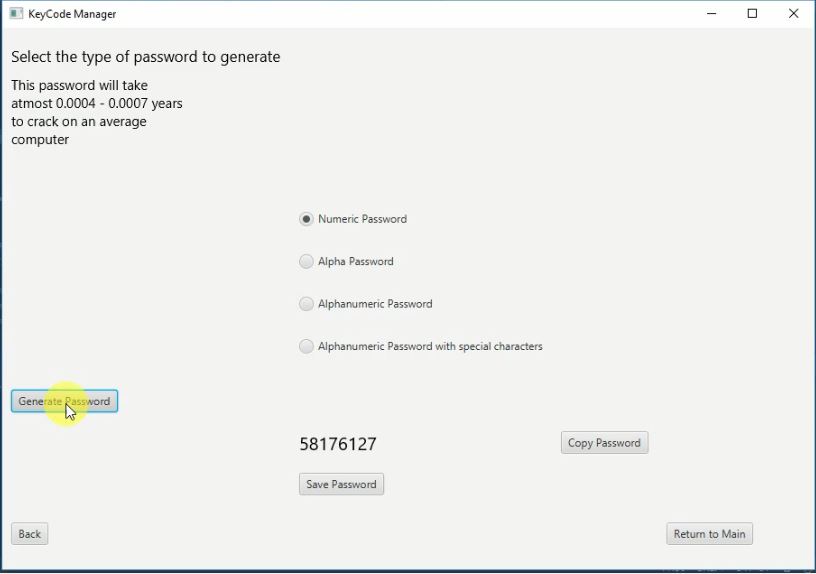 KeyCode Manager
Select the type of password to generate
This password will take
atmost 0.0004 - 0.0007 years
to crack on an average
computer
Numeric Password
Alpha Password
Alphanumeric Password
Alphanumeric Password with special characters
Generate Password
58176127
Copy Password
Save Password
Back
Return to Main